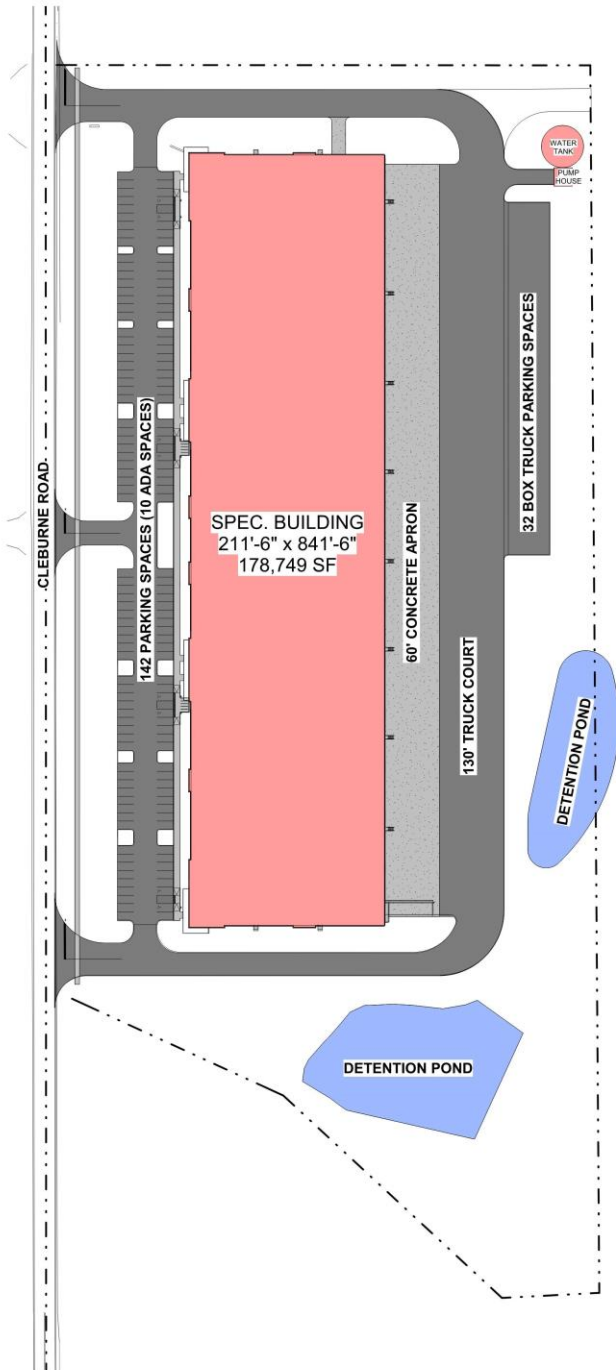 WATER
TANK
PUMP
HOUSE
CLEBURNE ROAD
142 PARKING SPACES (10 ADA SPACES)
SPEC. BUILDING
211'-6" x 841'-6"
178,749 SF
60' CONCRETE APRON
130' TRUCK COURT
32 BOX TRUCK PARKING SPACES
DETENTION POND
DETENTION POND